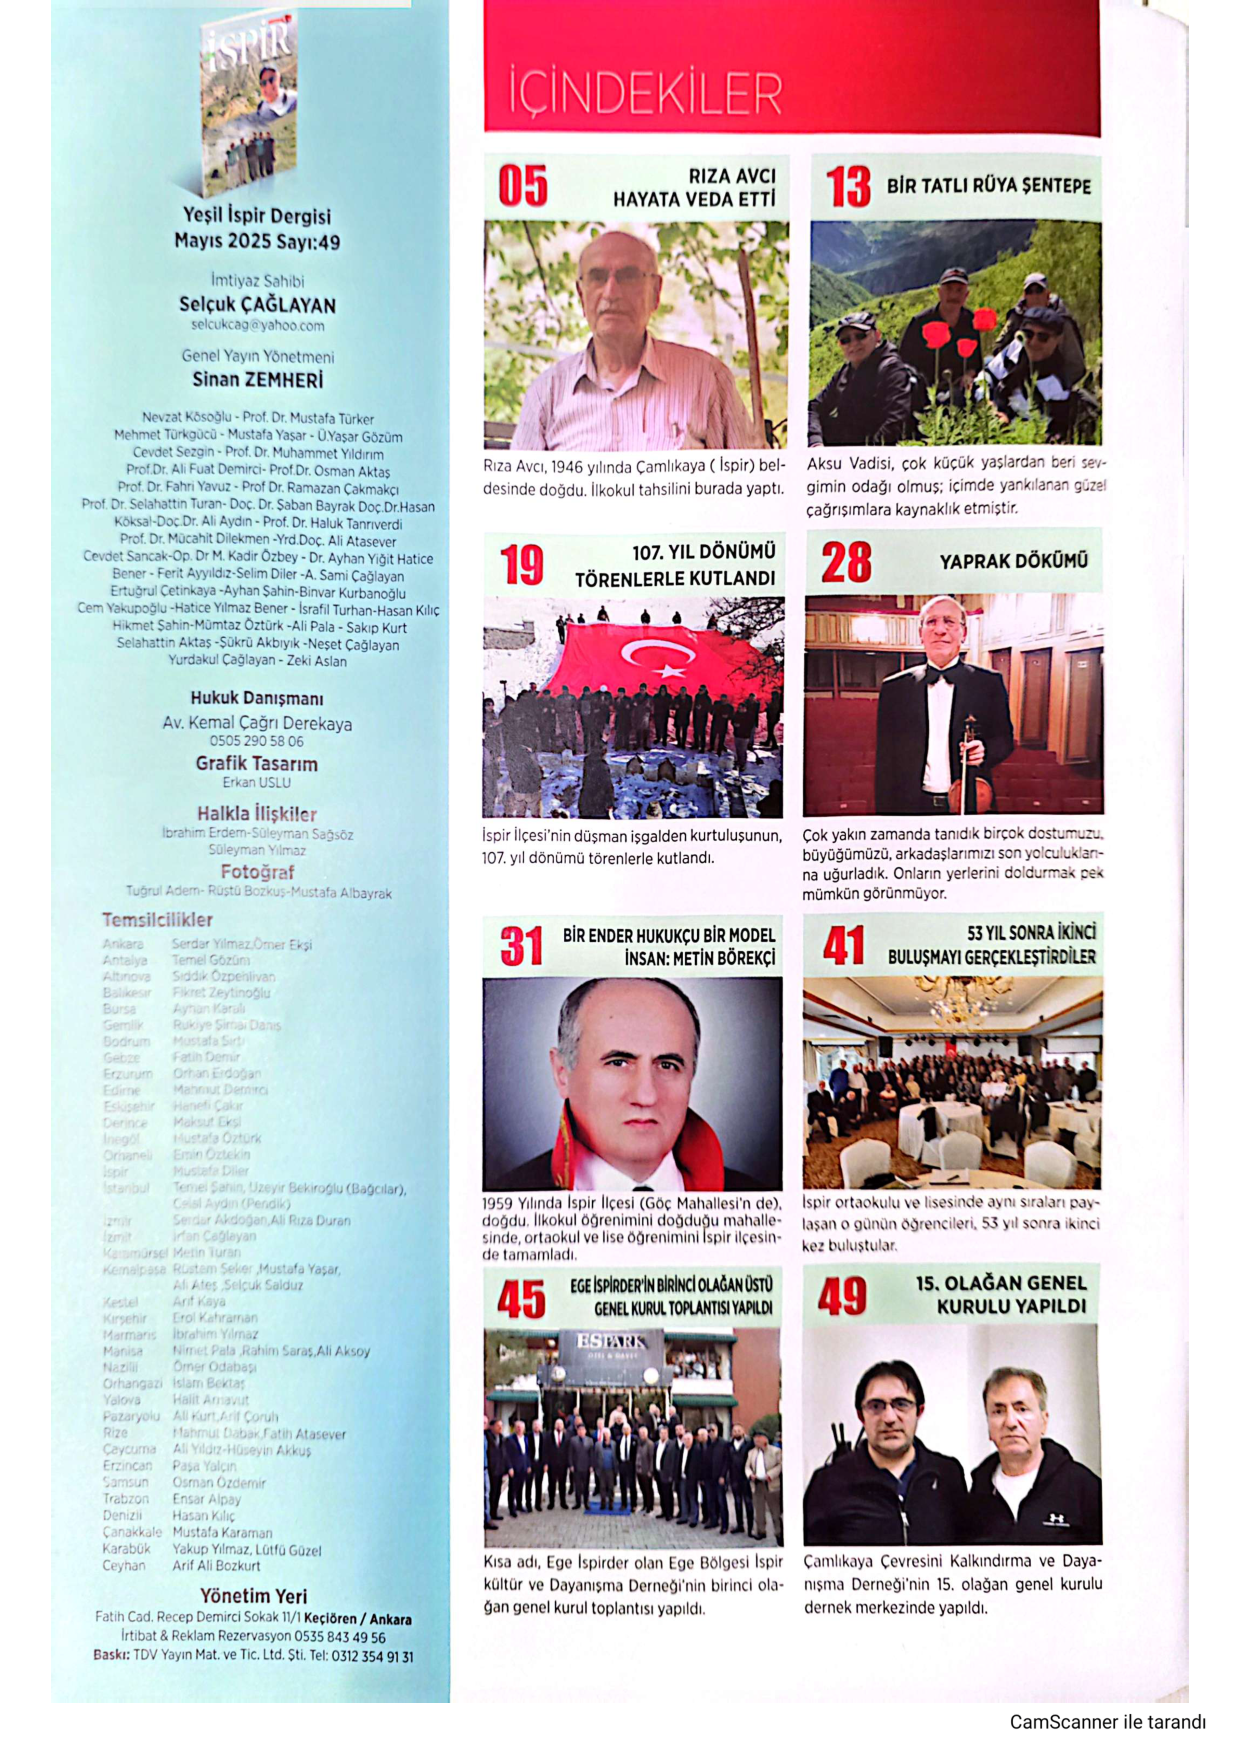 İSPİR
Yeşil İspir Dergisi
Mayıs 2025 Sayı:49
İmtiyaz Sahibi
Selçuk ÇAĞLAYAN
selcukcag@yahoo.com
Genel Yayın Yönetmeni
Sinan ZEMHERİ
Nevzat Kösoğlu - Prof. Dr. Mustafa Türker
Mehmet Türkgücü - Mustafa Yaşar - Ü.Yaşar Gözüm
Cevdet Sezgin - Prof. Dr. Muhammet Yıldırım
Prof.Dr. Ali Fuat Demirci- Prof.Dr. Osman Aktaş
Prof. Dr. Fahri Yavuz - Prof Dr. Ramazan Çakmakçı
Prof. Dr. Selahattin Turan- Doç. Dr. Şaban Bayrak Doç.Dr.Hasan
Köksal-Doç.Dr. Ali Aydın - Prof. Dr. Haluk Tanrıverdi
Prof. Dr. Mücahit Dilekmen -Yrd.Doç. Ali Atasever
Cevdet Sancak-Op. Dr M. Kadir Özbey - Dr. Ayhan Yiğit Hatice
Bener - Ferit Ayyıldız-Selim Diler -A. Sami Çağlayan
Ertuğrul Çetinkaya -Ayhan Şahin-Binvar Kurbanoğlu
Cem Yakupoğlu -Hatice Yılmaz Bener - İsrafil Turhan-Hasan Kılıç
Hikmet Şahin-Mümtaz Öztürk -Ali Pala - Sakıp Kurt
Selahattin Aktaş -Şükrü Akbıyık -Neşet Çağlayan
Yurdakul Çağlayan - Zeki Aslan
Hukuk Danışmanı
Av. Kemal Çağrı Derekaya
0505 290 58 06
Grafik Tasarım
Erkan USLU
Halkla İlişkiler
İbrahim Erdem-Süleyman Sağsöz
Süleyman Yılmaz
Fotoğraf
Tuğrul Adem- Rüştü Bozkuş-Mustafa Albayrak
Temsilcilikler
Ankara Serdar Yılmaz,Ömer Ekşi
Antalya Temel Gözüm
Altınova Sıddık Özpehlivan
Balıkesir Fikret Zeytinoğlu
Bursa Ayhan Karali
Gemlik Rukiye Simai Danış
Bodrum Mustafa Sırtı
Gebze Fatih Demir
Erzurum Orhan Erdoğan
Edirne Mahmut Demirci
Eskişehir Hanefi Çakır
Derince Maksut Ekşi
İnegöl Mustafa Öztürk
Orhaneli Emin Öztekin
İspir Mustafa Diler
İstanbul Temel Şahin, Üzeyir Bekiroğlu (Bağcılar),
Celal Aydın (Pendik)
İzmir Serdar Akdoğan,Ali Rıza Duran
İzmit İrfan Çağlayan
Karamürsel Metin Turan
Kemalpaşa Rüstem Şeker ,Mustafa Yaşar,
Ali Ateş ,Selçuk Salduz
Kestel Arif Kaya
Kırşehir Erol Kahraman
Marmaris İbrahim Yılmaz
Manisa Nimet Pala ,Rahim Saraş,Ali Aksoy
Nazilli Ömer Odabaşı
Orhangazi İslam Bektaş
Yalova Halit Arnavut
Pazaryolu Ali Kurt,Arif Çoruh
Rize Mahmut Dabak,Fatih Atasever
Çaycuma Ali Yıldız-Hüseyin Akkuş
Erzincan Paşa Yalçın
Samsun Osman Özdemir
Trabzon Ensar Alpay
Denizli Hasan Kılıç
Çanakkale Mustafa Karaman
Karabük Yakup Yılmaz, Lütfü Güzel
Ceyhan Arif Ali Bozkurt
Yönetim Yeri
Fatih Cad. Recep Demirci Sokak 11/1 Keçiören / Ankara
İrtibat & Reklam Rezervasyon 0535 843 49 56
Baskı: TDV Yayın Mat. ve Tic. Ltd. Şti. Tel: 0312 354 91 31
İÇİNDEKİLER
05 RIZA AVCI
HAYATA VEDA ETTİ
Rıza Avcı, 1946 yılında Çamlıkaya ( İspir) bel-
desinde doğdu. İlkokul tahsilini burada yaptı.
13 BİR TATLI RÜYA ŞENTEPE
Aksu Vadisi, çok küçük yaşlardan beri sev-
gimin odağı olmuş; içimde yankılanan güzel
çağrışımlara kaynaklık etmiştir.
19 107. YIL DÖNÜMÜ
TÖRENLERLE KUTLANDI
İspir İlçesi'nin düşman işgalden kurtuluşunun,
107. yıl dönümü törenlerle kutlandı.
28 YAPRAK DÖKÜMÜ
Çok yakın zamanda tanıdık birçok dostumuzu,
büyüğümüzü, arkadaşlarımızı son yolculukları-
na uğurladık. Onların yerlerini doldurmak pek
mümkün görünmüyor.
31 BİR ENDER HUKUKÇU BİR MODEL
İNSAN: METİN BÖREKÇİ
1959 Yılında İspir İlçesi (Göç Mahallesi'n de),
doğdu. İlkokul öğrenimini doğduğu mahalle-
sinde, ortaokul ve lise öğrenimini İspir ilçesin-
de tamamladı.
41 53 YIL SONRA İKİNCİ
BULUŞMAYI GERÇEKLEŞTİRDİLER
İspir ortaokulu ve lisesinde aynı sıraları pay-
laşan o günün öğrencileri, 53 yıl sonra ikinci
kez buluştular.
45 EGE İSPİRDER'İN BİRİNCİ OLAĞAN ÜSTÜ
GENEL KURUL TOPLANTISI YAPILDI
ESPARK
Kısa adı, Ege İspirder olan Ege Bölgesi İspir
kültür ve Dayanışma Derneği'nin birinci ola-
ğan genel kurul toplantısı yapıldı.
49 15. OLAĞAN GENEL
KURULU YAPILDI
Çamlıkaya Çevresini Kalkındırma ve Daya-
nışma Derneği'nin 15. olağan genel kurulu
dernek merkezinde yapıldı.
CamScanner ile tarandı